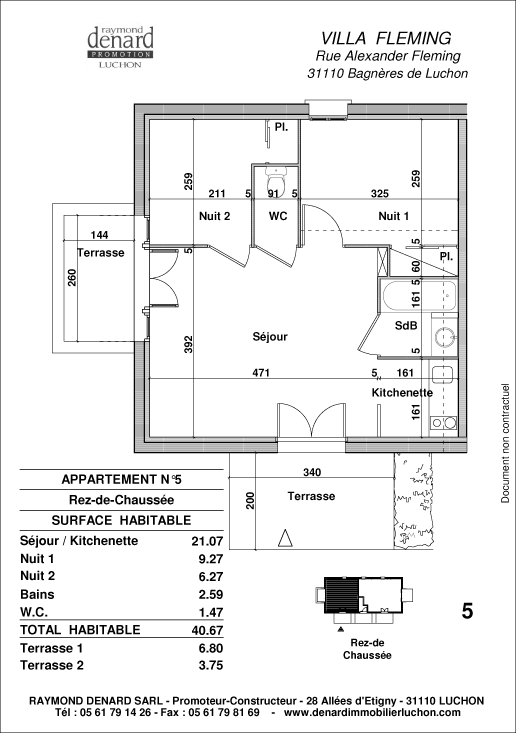 raymond
denard
PROMOTION
LUCHON
VILLA FLEMING
Rue Alexander Fleming
31110 Bagnères de Luchon
Pl.
259
259
211
5
91
5
325
Nuit 2
WC
Nuit 1
144
Terrasse
5
5
60
Pl.
260
5
161
SdB
392
Séjour
5
471
5
161
Kitchenette
161
340
200
Terrasse
Document non contractuel
APPARTEMENT N°5
Rez-de-Chaussée
SURFACE HABITABLE
Séjour / Kitchenette 21.07
Nuit 1 9.27
Nuit 2 6.27
Bains 2.59
W.C. 1.47
TOTAL HABITABLE 40.67
Terrasse 1 6.80
Terrasse 2 3.75
Rez-de
Chaussée
5
RAYMOND DENARD SARL - Promoteur-Constructeur - 28 Allées d'Etigny - 31110 LUCHON
Tél : 05 61 79 14 26 - Fax : 05 61 79 81 69 - www.denardimmobilierluchon.com